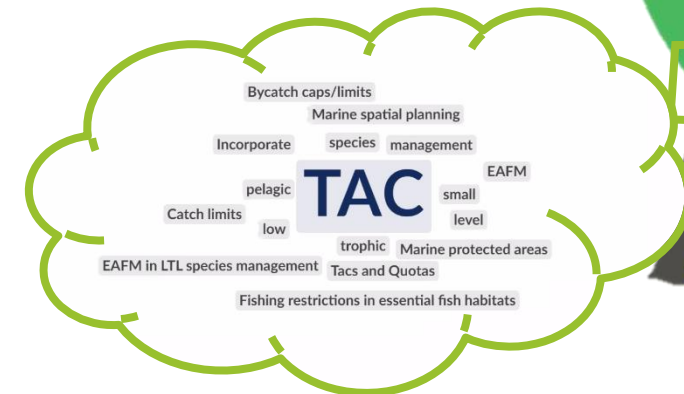 Bycatch caps/limits
Marine spatial planning
Incorporate species management
EAFM
pelagic TAC small
Catch limits level
low
trophic Marine protected areas
EAFM in LTL species management Tacs and Quotas
Fishing restrictions in essential fish habitats